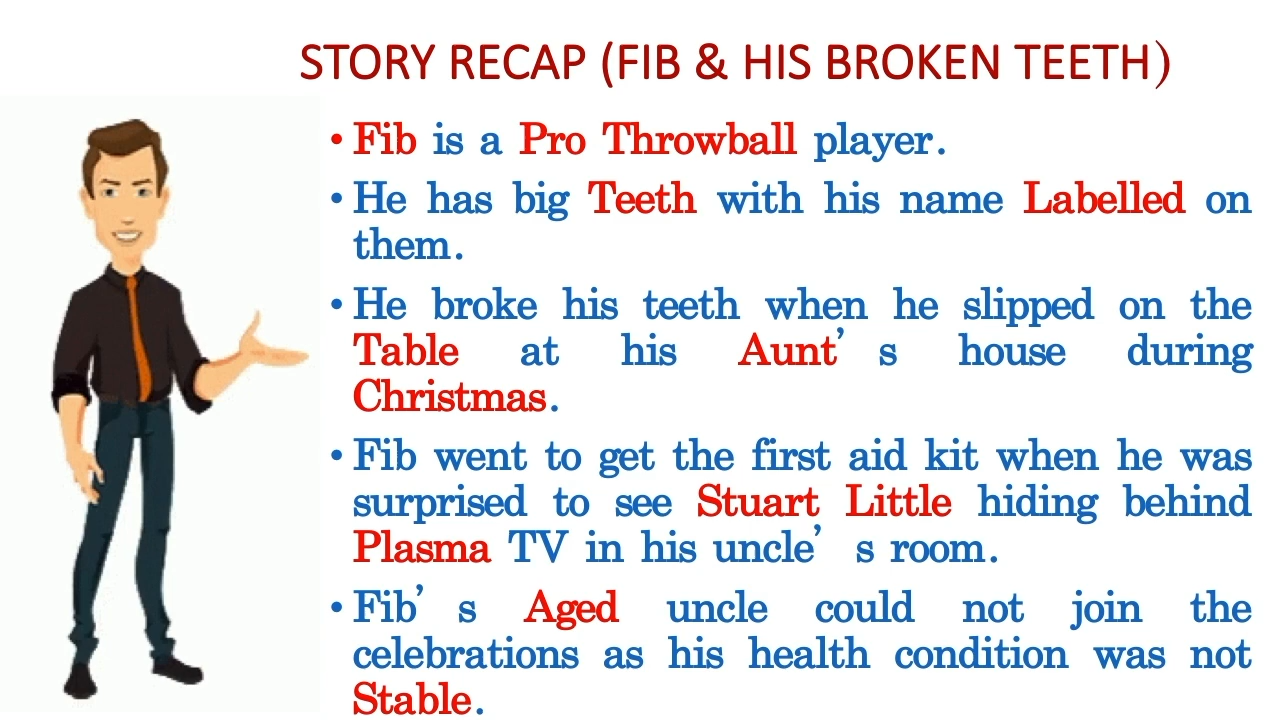 STORY RECAP (FIB & HIS BROKEN TEETH)
• Fib is a Pro Throwball player.
• He has big Teeth with his name Labelled on
them.
• He broke his teeth when he slipped on the
Table at his Aunt’ s house during
Christmas.
• Fib went to get the first aid kit when he was
surprised to see Stuart Little hiding behind
Plasma TV in his uncle’ s room.
• Fib’ s Aged uncle could not join the
celebrations as his health condition was not
Stable.